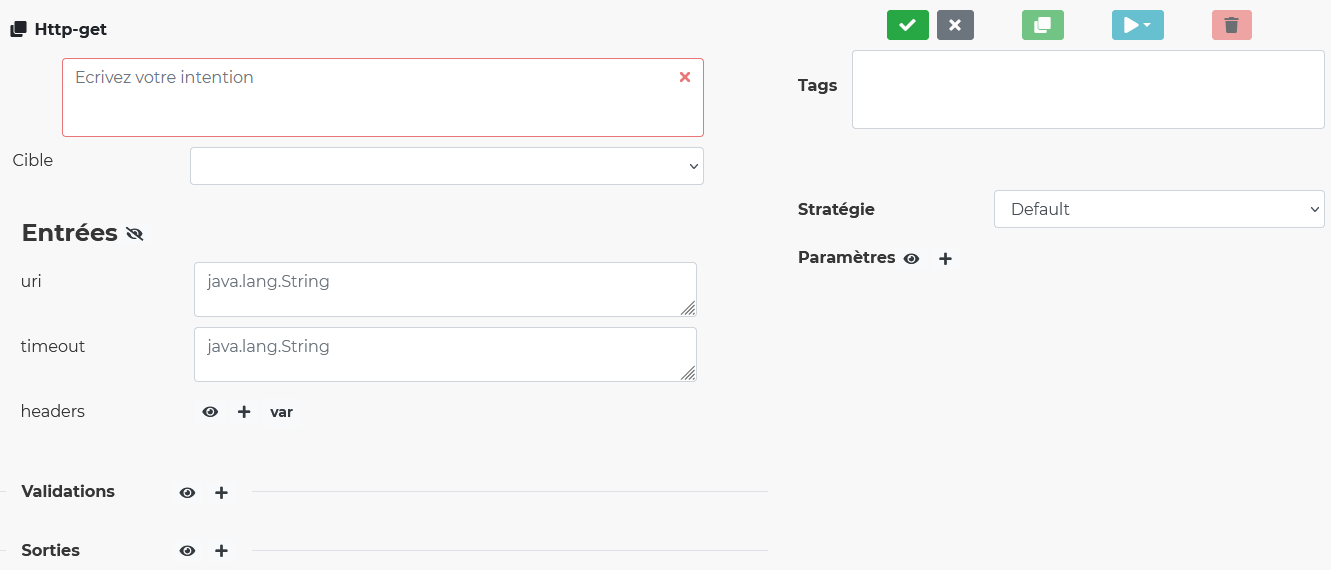 Http-get
Ecrivez votre intention
Tags
Cible
Stratégie
Default
Entrées
Paramètres
uri
java.lang.String
timeout
java.lang.String
headers
var
Validations
Sorties